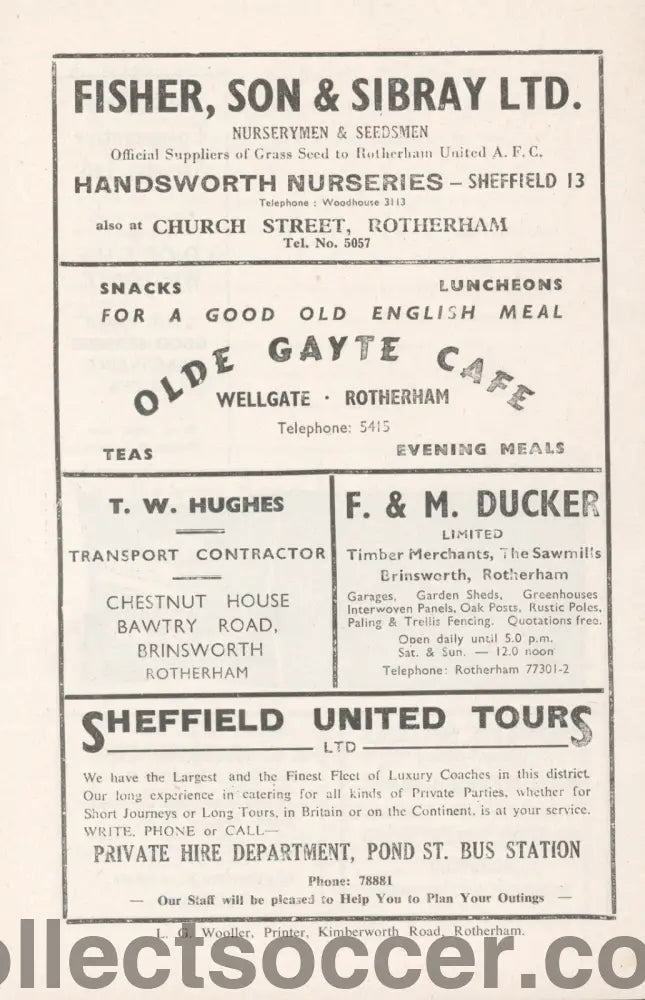 FISHER, SON & SIBRAY LTD.
NURSERYMEN & SEEDSMEN
Official Suppliers of Grass Seed to Rotherham United A. F. C.
HANDSWORTH NURSERIES – SHEFFIELD 13
Telephone : Woodhouse 3113
also at CHURCH STREET, ROTHERHAM
Tel. No. 5057
SNACKS LUNCHEONS
FOR A GOOD OLD ENGLISH MEAL
OLDE GAYTE CAFE
WELLGATE · ROTHERHAM
Telephone: 5415
TEAS EVENING MEALS
T. W. HUGHES
TRANSPORT CONTRACTOR
CHESTNUT HOUSE
BAWTRY ROAD,
BRINSWORTH
ROTHERHAM
F. & M. DUCKER
LIMITED
Timber Merchants, The Sawmills
Brinsworth, Rotherham
Garages, Garden Sheds, Greenhouses
Interwoven Panels, Oak Posts, Rustic Poles,
Paling & Trellis Fencing. Quotations free.
Open daily until 5.0 p.m.
Sat. & Sun. — 12.0 noon
Telephone: Rotherham 77301-2
SHEFFIELD UNITED TOURS
LTD
We have the Largest and the Finest Fleet of Luxury Coaches in this district.
Our long experience in catering for all kinds of Private Parties, whether for
Short Journeys or Long Tours, in Britain or on the Continent, is at your service.
WRITE, PHONE or CALL—
PRIVATE HIRE DEPARTMENT, POND ST. BUS STATION
Phone: 78881
— Our Staff will be pleased to Help You to Plan Your Outings —
L. G. Wooller, Printer, Kimberworth Road, Rotherham.
ollectsoccer.co